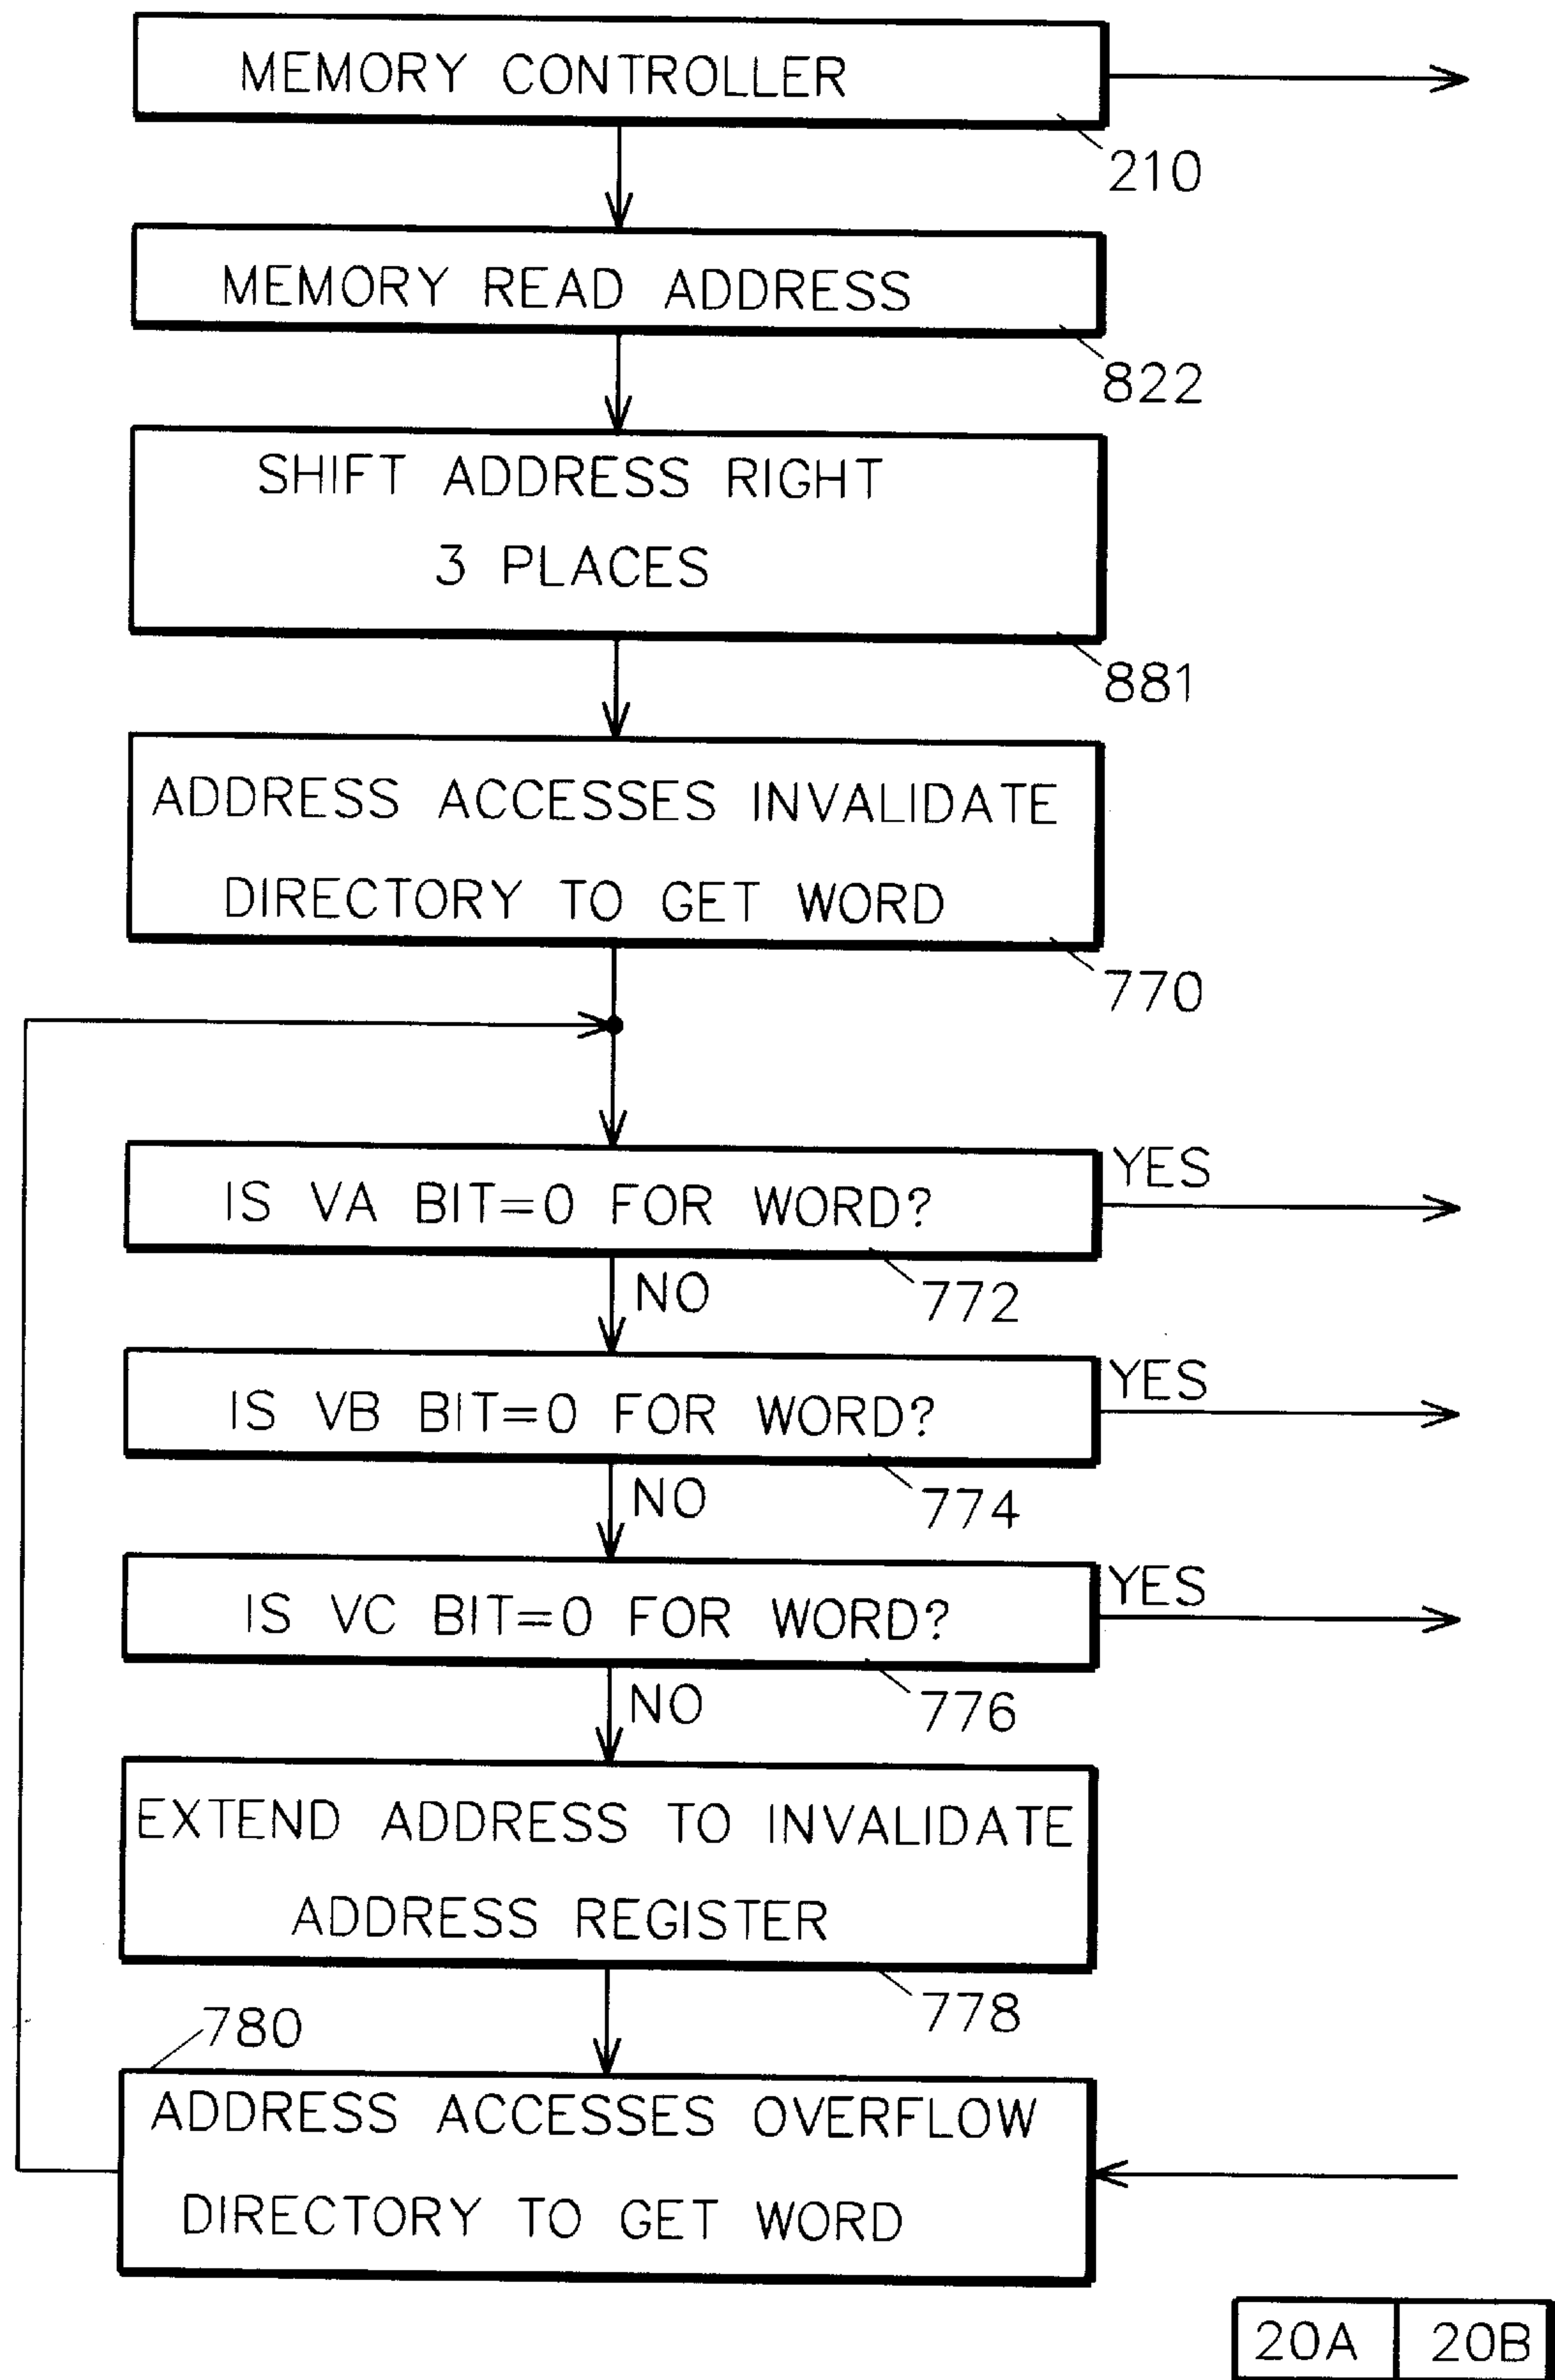 MEMORY CONTROLLER
210
MEMORY READ ADDRESS
822
SHIFT ADDRESS RIGHT
3 PLACES
881
ADDRESS ACCESSES INVALIDATE
DIRECTORY TO GET WORD
770
YES
IS VA BIT=0 FOR WORD?
772
NO
YES
IS VB BIT=0 FOR WORD?
774
NO
YES
IS VC BIT=0 FOR WORD?
776
NO
EXTEND ADDRESS TO INVALIDATE
ADDRESS REGISTER
778
780
ADDRESS ACCESSES OVERFLOW
DIRECTORY TO GET WORD
20A 20B